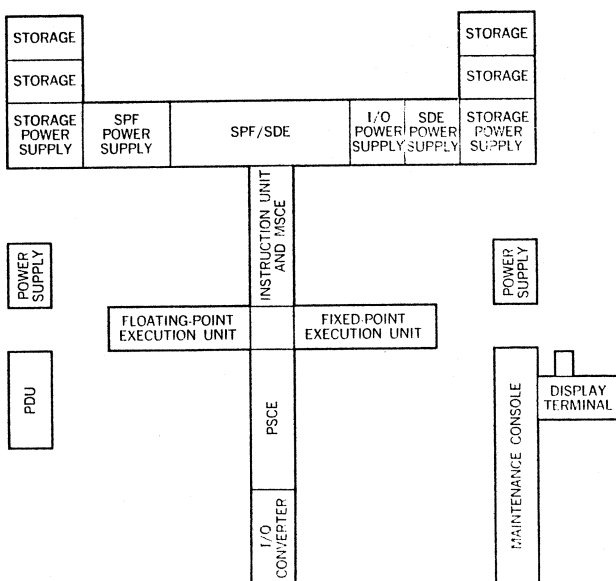 STORAGE
STORAGE
STORAGE
STORAGE
STORAGE
POWER
SUPPLY
SPF
POWER
SUPPLY
SPF/SDE
I/O
POWER
SUPPLY
SDE
POWER
SUPPLY
STORAGE
POWER
SUPPLY
INSTRUCTION UNIT
AND MSCE
POWER
SUPPLY
POWER
SUPPLY
FLOATING-POINT
EXECUTION UNIT
FIXED-POINT
EXECUTION UNIT
PDU
PSCE
MAINTENANCE CONSOLE
DISPLAY
TERMINAL
I/O
CONVERTER